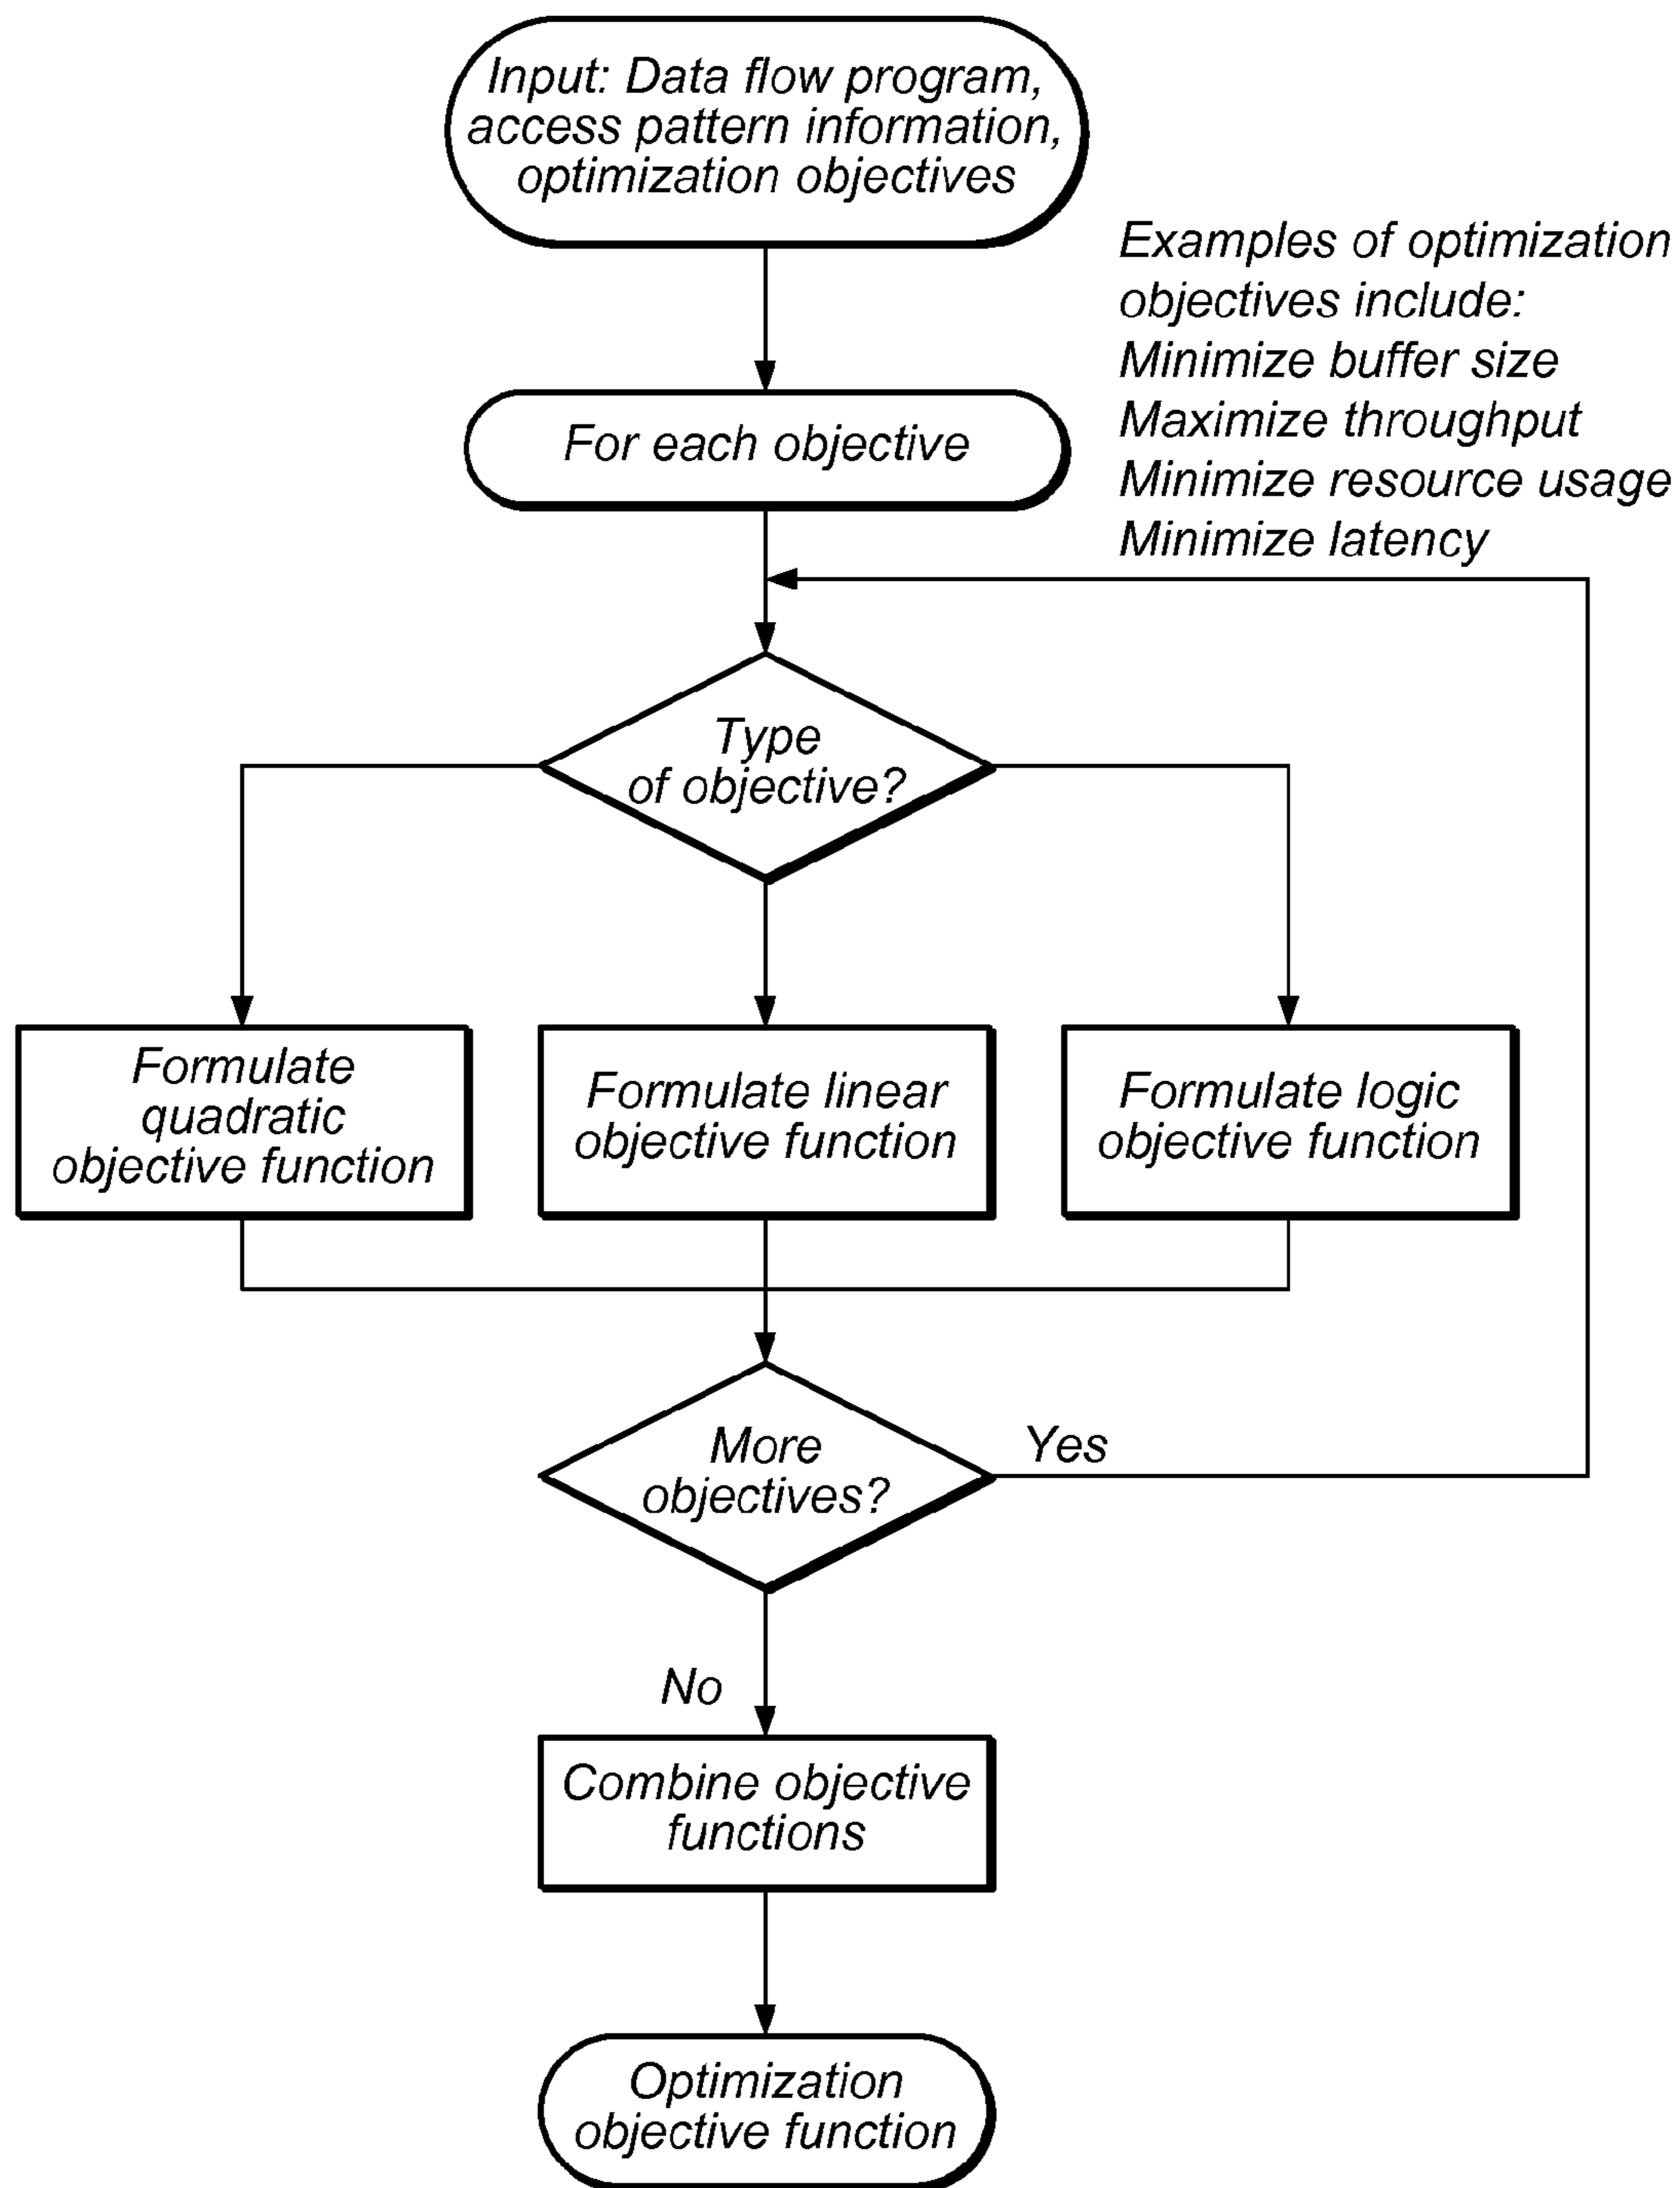 Input: Data flow program,
access pattern information,
optimization objectives
Examples of optimization
objectives include:
Minimize buffer size
Maximize throughput
Minimize resource usage
Minimize latency
For each objective
Type
of objective?
Formulate
quadratic
objective function
Formulate linear
objective function
Formulate logic
objective function
More
objectives?
Yes
No
Combine objective
functions
Optimization
objective function